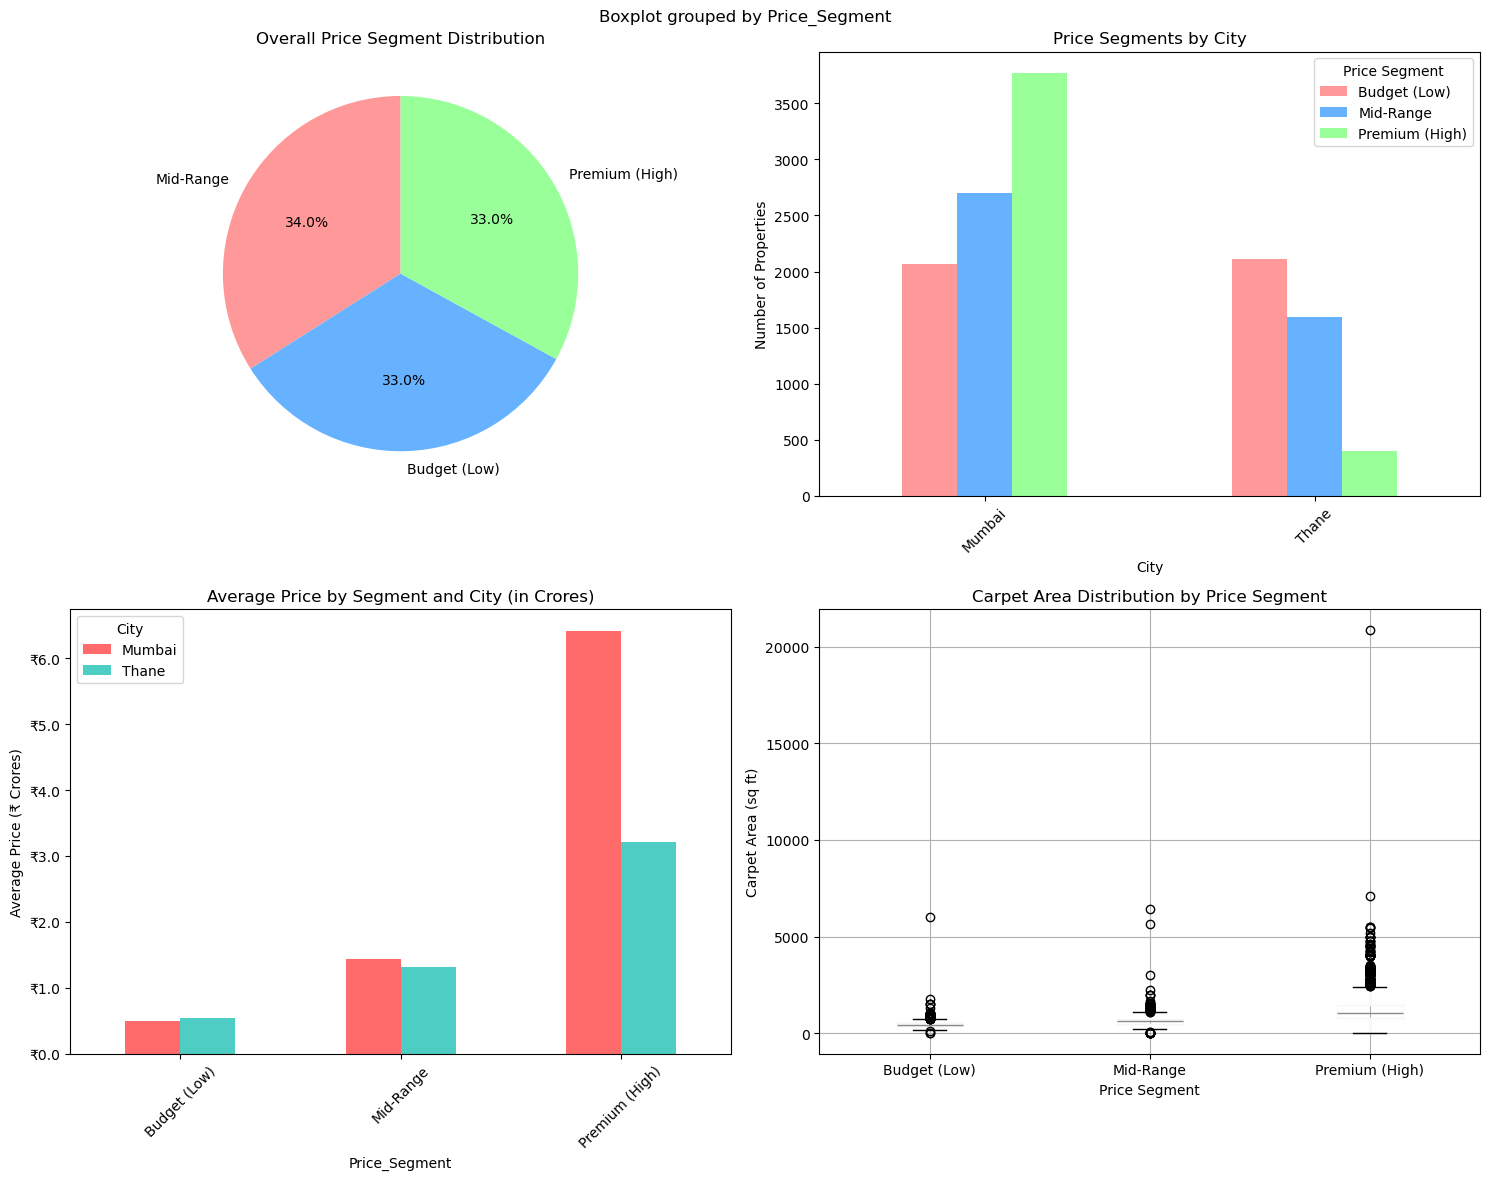 Boxplot grouped by Price_Segment
Overall Price Segment Distribution
Mid-Range
34.0%
33.0%
Premium (High)
33.0%
Budget (Low)
Price Segments by City
Price Segment
Budget (Low)
Mid-Range
Premium (High)
Number of Properties
3500
3000
2500
2000
1500
1000
500
0
Mumbai
Thane
City
Average Price by Segment and City (in Crores)
City
Mumbai
Thane
Average Price (₹ Crores)
₹6.0
₹5.0
₹4.0
₹3.0
₹2.0
₹1.0
₹0.0
Budget (Low)
Mid-Range
Premium (High)
Price_Segment
Carpet Area Distribution by Price Segment
Carpet Area (sq ft)
20000
15000
10000
5000
0
Budget (Low)
Mid-Range
Premium (High)
Price Segment